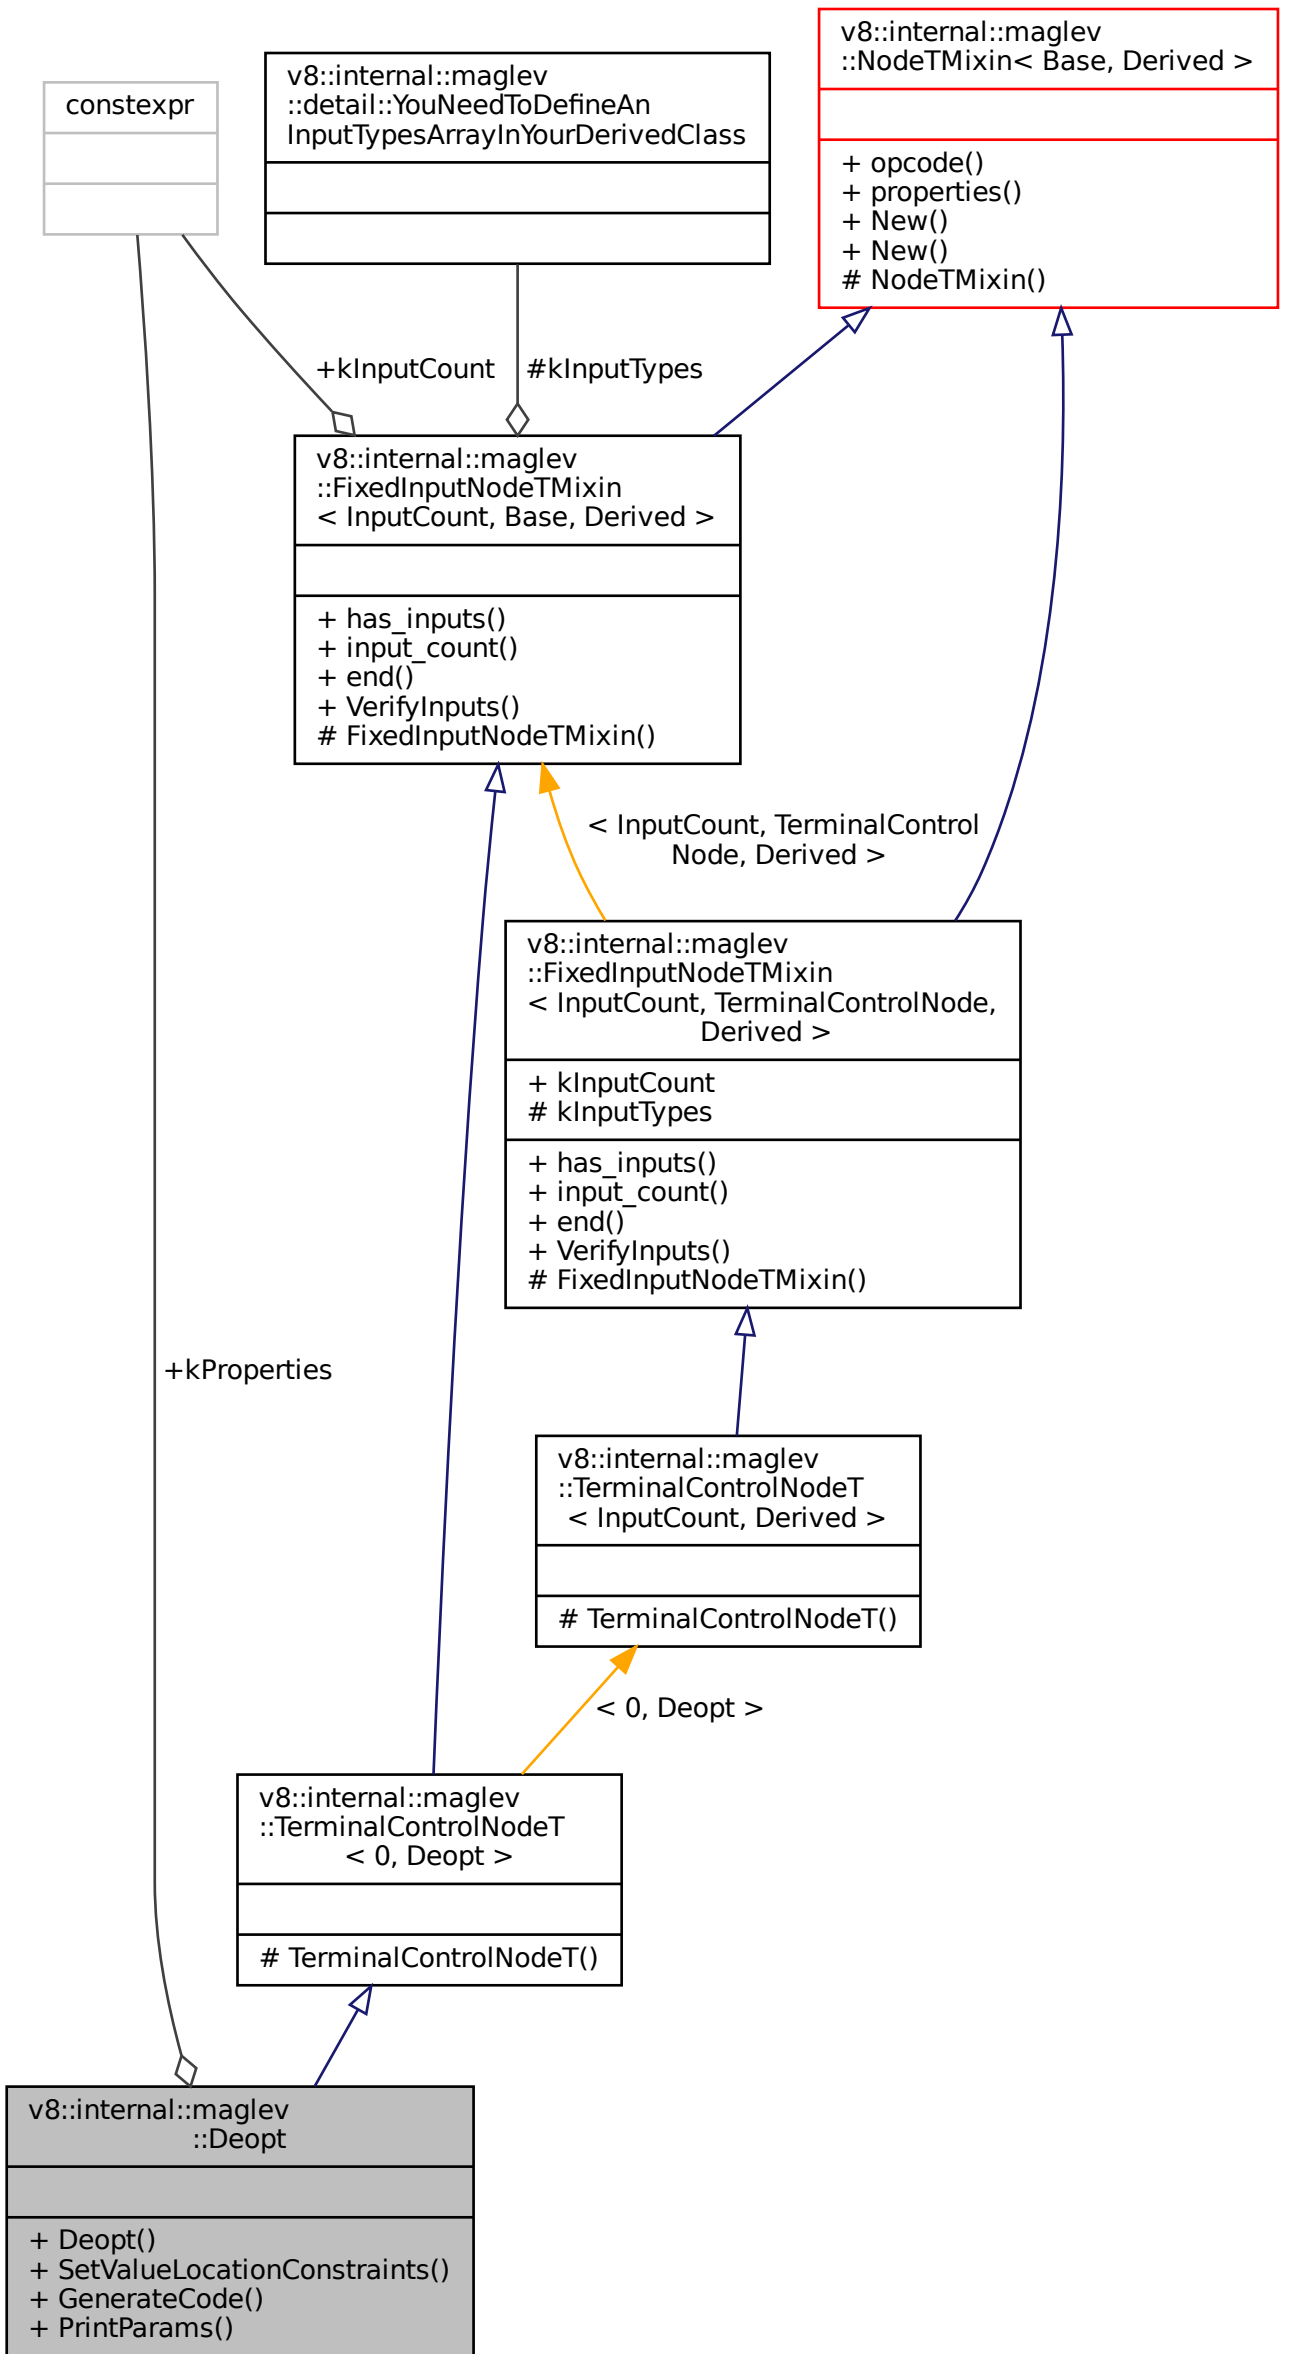 v8::internal::maglev
::NodeTMixin< Base, Derived >
+ opcode()
+ properties()
+ New()
+ New()
# NodeTMixin()
v8::internal::maglev
::detail::YouNeedToDefineAn
InputTypesArrayInYourDerivedClass
constexpr
+kInputCount
#kInputTypes
v8::internal::maglev
::FixedInputNodeTMixin
< InputCount, Base, Derived >
+ has_inputs()
+ input_count()
+ end()
+ VerifyInputs()
# FixedInputNodeTMixin()
< InputCount, TerminalControl
Node, Derived >
v8::internal::maglev
::FixedInputNodeTMixin
< InputCount, TerminalControlNode,
Derived >
+ kInputCount
# kInputTypes
+ has_inputs()
+ input_count()
+ end()
+ VerifyInputs()
# FixedInputNodeTMixin()
+kProperties
v8::internal::maglev
::TerminalControlNodeT
< InputCount, Derived >
# TerminalControlNodeT()
< 0, Deopt >
v8::internal::maglev
::TerminalControlNodeT
< 0, Deopt >
# TerminalControlNodeT()
v8::internal::maglev
::Deopt
+ Deopt()
+ SetValueLocationConstraints()
+ GenerateCode()
+ PrintParams()